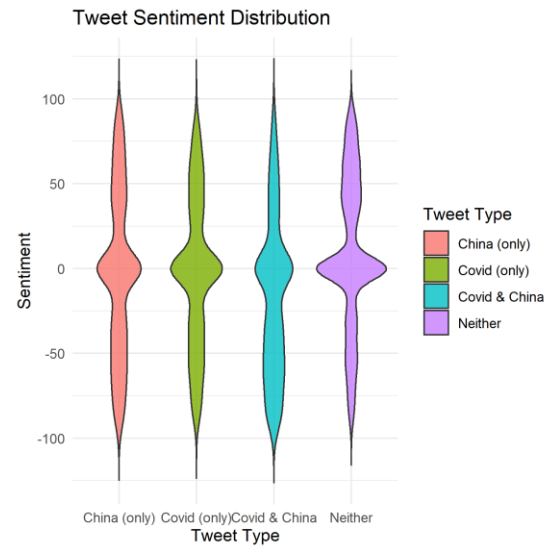 Tweet Sentiment Distribution
100
50
0
-50
-100
Sentiment
China (only) Covid (only) Covid & China Neither
Tweet Type
Tweet Type
China (only)
Covid (only)
Covid & China
Neither